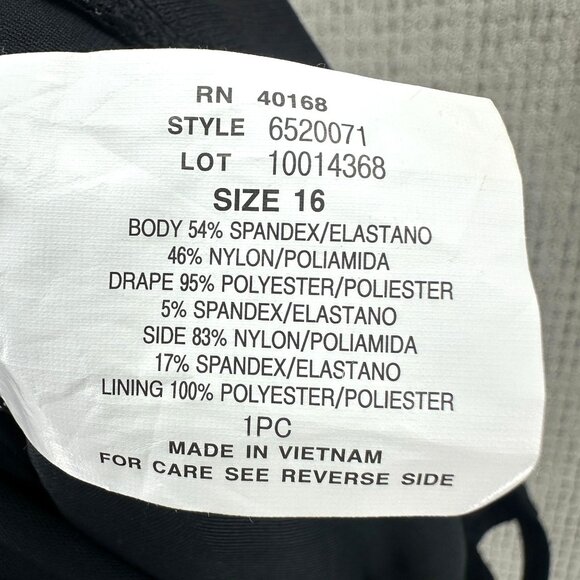 RN 40168
STYLE 6520071
LOT 10014368
SIZE 16
BODY 54% SPANDEX/ELASTANO
46% NYLON/POLIAMIDA
DRAPE 95% POLYESTER/POLIESTER
5% SPANDEX/ELASTANO
SIDE 83% NYLON/POLIAMIDA
17% SPANDEX/ELASTANO
LINING 100% POLYESTER/POLIESTER
1PC
MADE IN VIETNAM
FOR CARE SEE REVERSE SIDE